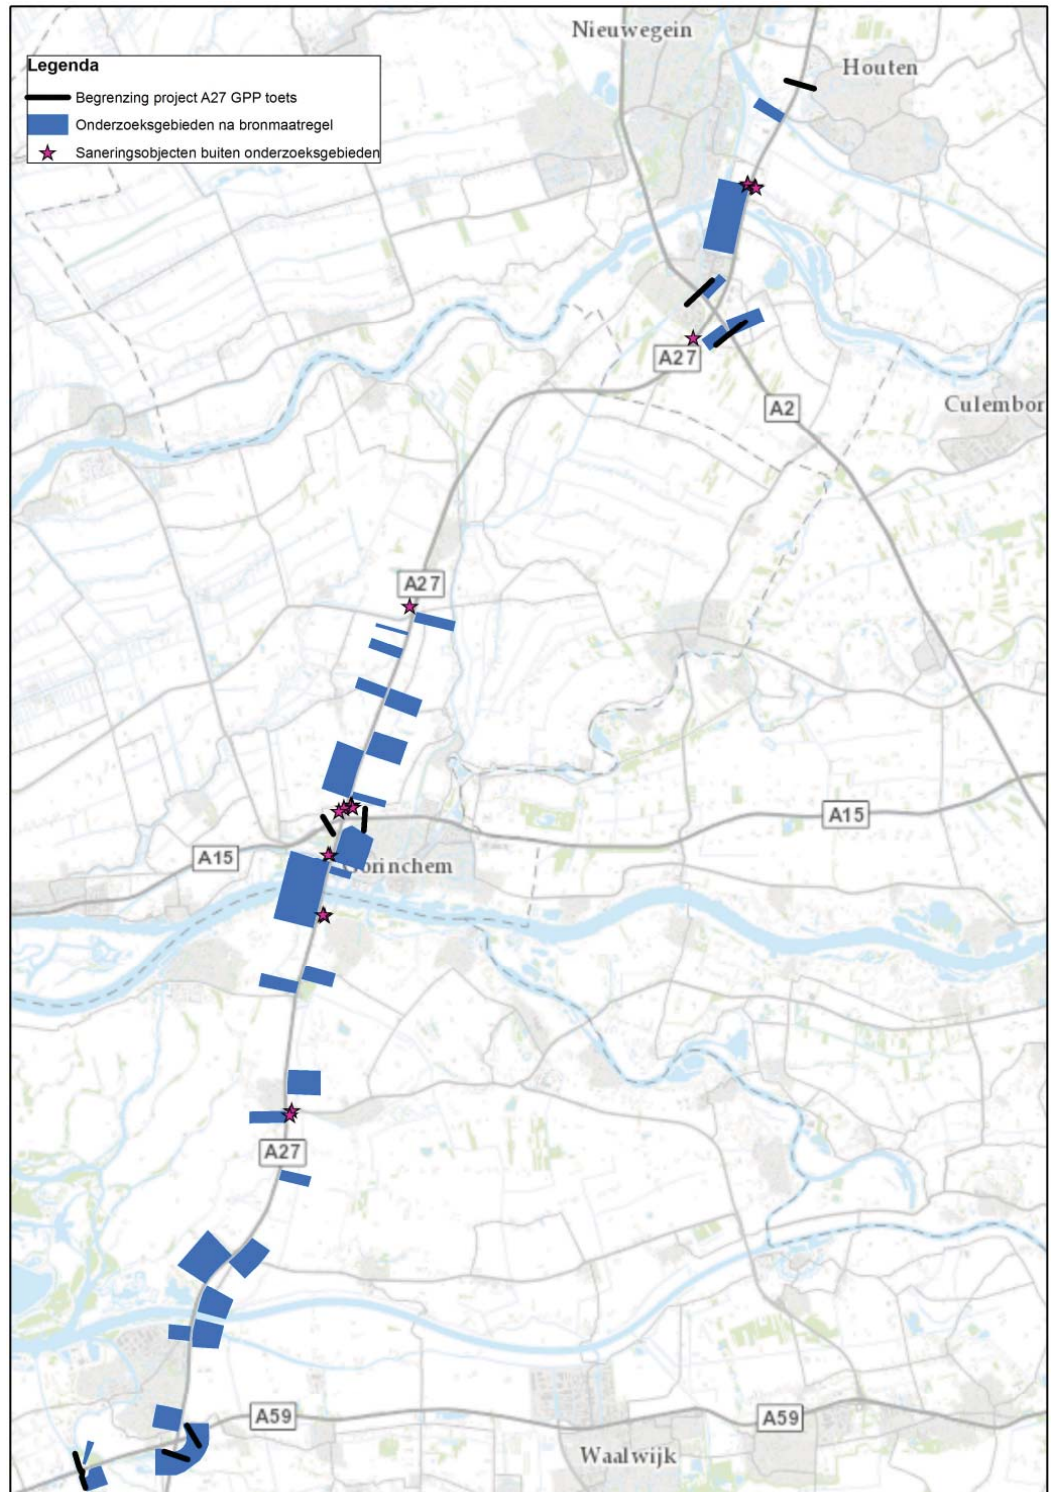 Nieuwegein
Houten
Legenda
Begrenzing project A27 GPP toets
Onderzoeksgebieden na bronmaatregel
Saneringsobjecten buiten onderzoeksgebieden
A27
A2
Culembor
A27
A15
A15
orinchem
A27
A59
A59
Waalwijk